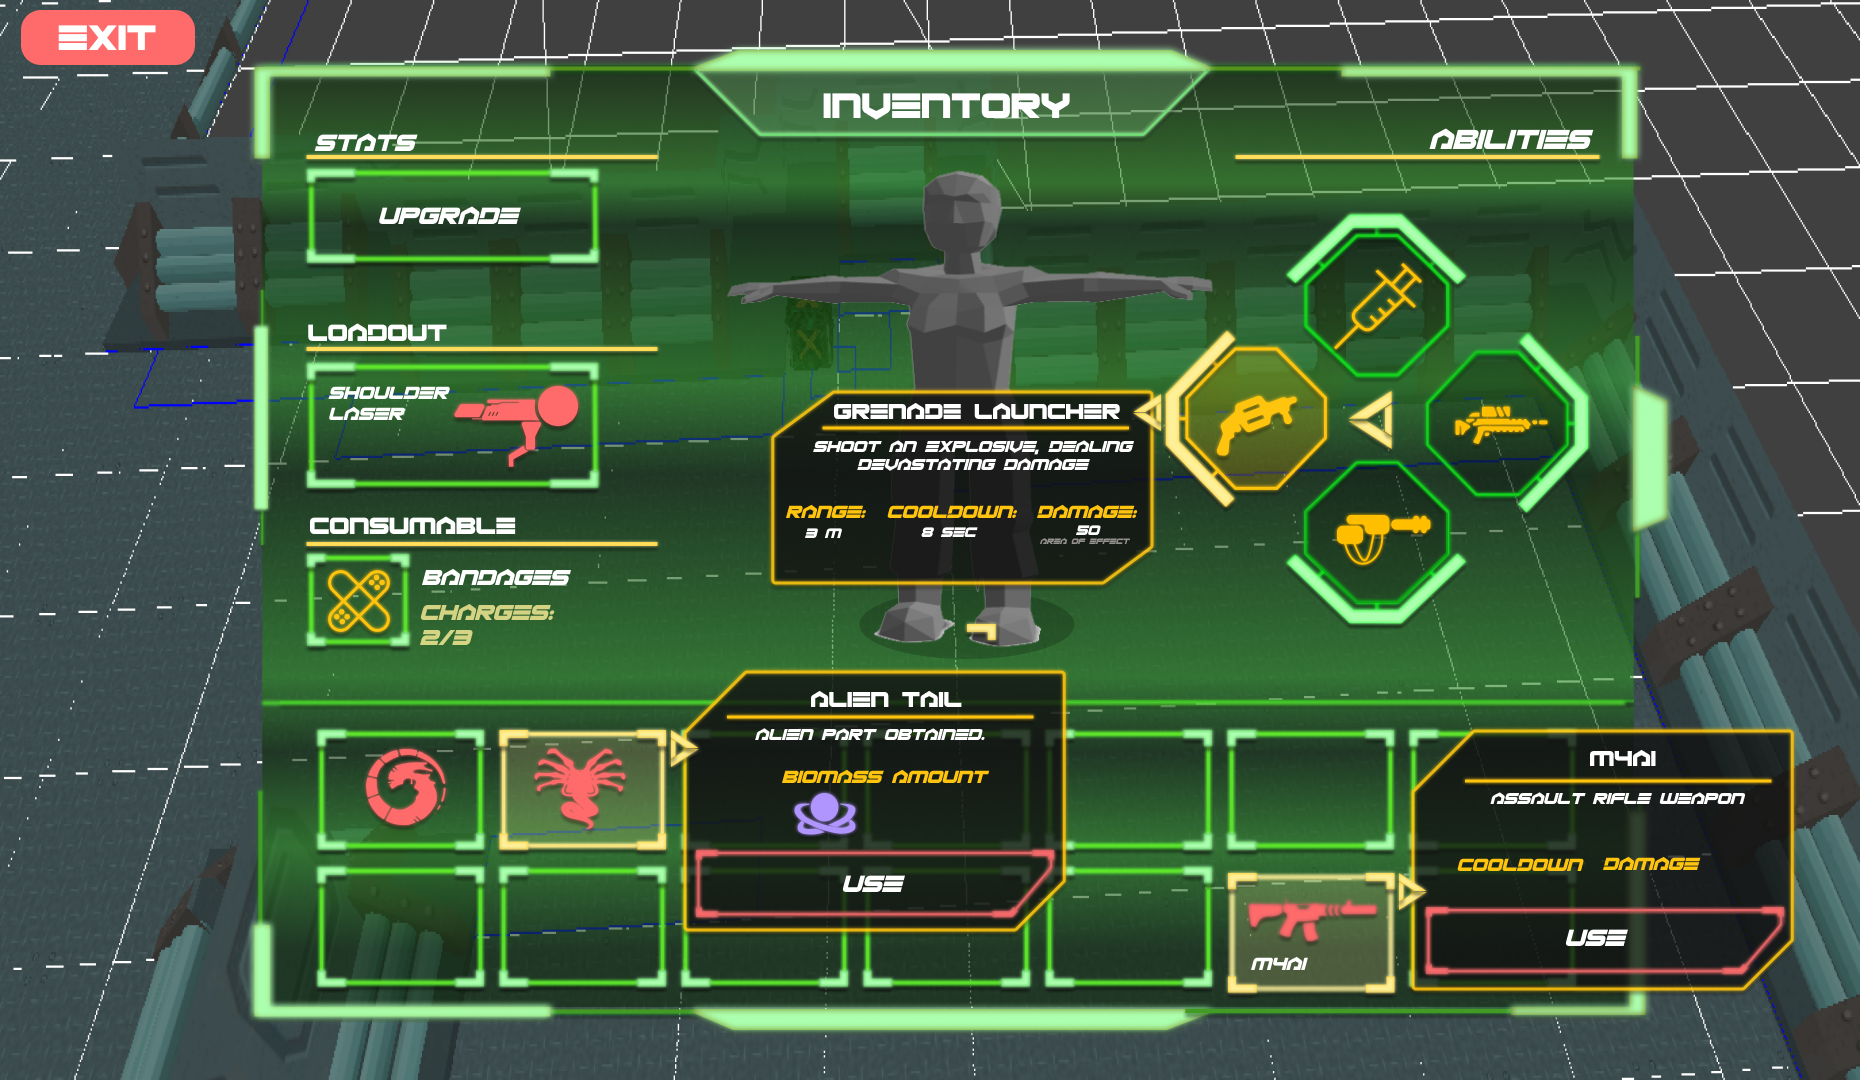 EXIT
INVENTORY
STATS
ABILITIES
UPGRADE
LOADOUT
SHOULDER
LASER
GRENADE LAUNCHER
SHOOT AN EXPLOSIVE, DEALING
DEVASTATING DAMAGE
RANGE: COOLDOWN: DAMAGE:
3 M 8 SEC 50
AREA OF EFFECT
CONSUMABLE
BANDAGES
CHARGES:
2/3
ALIEN TAIL
ALIEN PART OBTAINED.
BIOMASS AMOUNT
USE
M4A1
ASSAULT RIFLE WEAPON
COOLDOWN DAMAGE
USE
M4A1